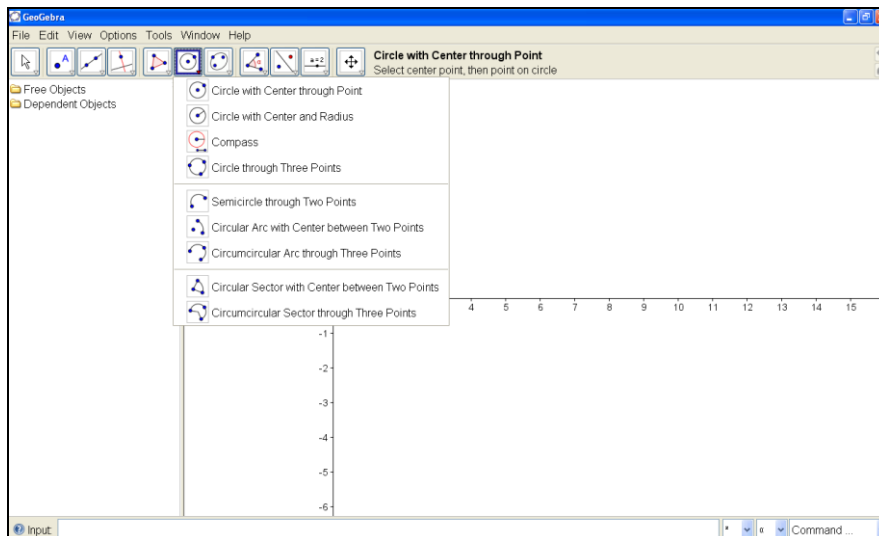 GeoGebra
File Edit View Options Tools Window Help
A
a=2
Circle with Center through Point
Select center point, then point on circle
Free Objects
Dependent Objects
Circle with Center through Point
Circle with Center and Radius
Compass
Circle through Three Points
Semicircle through Two Points
Circular Arc with Center between Two Points
Circumcircular Arc through Three Points
Circular Sector with Center between Two Points
Circumcircular Sector through Three Points
4 5 6 7 8 9 10 11 12 13 14 15
-1
-2
-3
-4
-5
-6
Input: * α Command ...